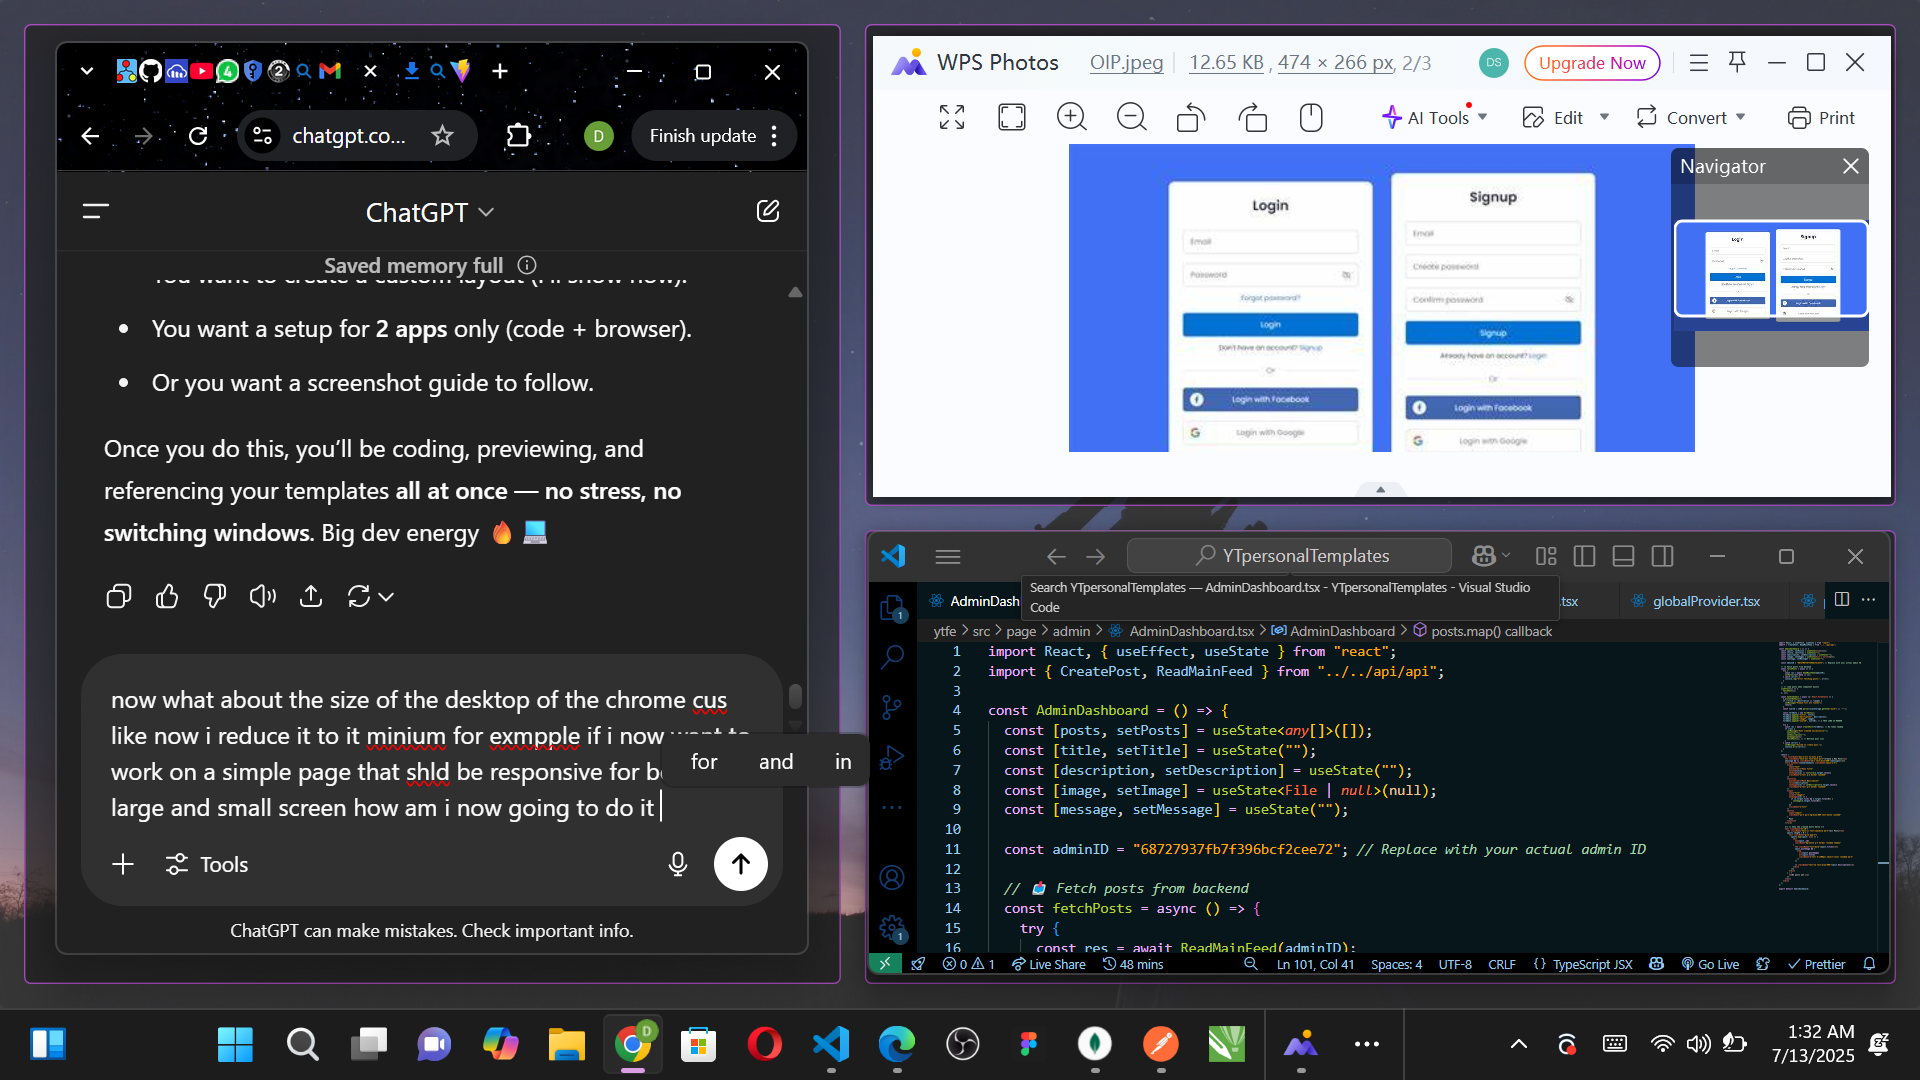 chatgpt.co...
D
Finish update
ChatGPT
Saved memory full
You want a setup for 2 apps only (code + browser).
Or you want a screenshot guide to follow.
Once you do this, you'll be coding, previewing, and
referencing your templates all at once — no stress, no
switching windows. Big dev energy 🔥 💻
now what about the size of the desktop of the chrome cus
like now i reduce it to it minium for exmpple if i now want to
work on a simple page that shld be responsive for
large and small screen how am i now going to do it
for and in
Tools
ChatGPT can make mistakes. Check important info.
WPS Photos
OIP.jpeg
12.65 KB, 474 × 266 px, 2/3
DS
Upgrade Now
AI Tools
Edit
Convert
Print
Navigator
Login
Email
Password
Forgot password?
Login
Don't have an account? Signup
Or
Login with Facebook
Login with Google
Signup
Email
Create password
Confirm password
Signup
Already have an account? Login
Or
Login with Facebook
Login with Google
Login
Signup
YTpersonalTemplates
Search YTpersonalTemplates — AdminDashboard.tsx - YTpersonalTemplates - Visual Studio
Code
AdminDash
.tsx
globalProvider.tsx
ytfe > src > page > admin > AdminDashboard.tsx > AdminDashboard > posts.map() callback
1 import React, { useEffect, useState } from "react";
2 import { CreatePost, ReadMainFeed } from "../../api/api";
3
4 const AdminDashboard = () => {
5 const [posts, setPosts] = useState<any[]>([]);
6 const [title, setTitle] = useState("");
7 const [description, setDescription] = useState("");
8 const [image, setImage] = useState<File | null>(null);
9 const [message, setMessage] = useState("");
10
11 const adminID = "68727937fb7f396bcf2cee72"; // Replace with your actual admin ID
12
13 // 📩 Fetch posts from backend
14 const fetchPosts = async () => {
15 try {
16 const res = await ReadMainFeed(adminID);
0 1
Live Share
48 mins
Ln 101, Col 41
Spaces: 4
UTF-8
CRLF
{ } TypeScript JSX
Go Live
Prettier
1:32 AM
7/13/2025